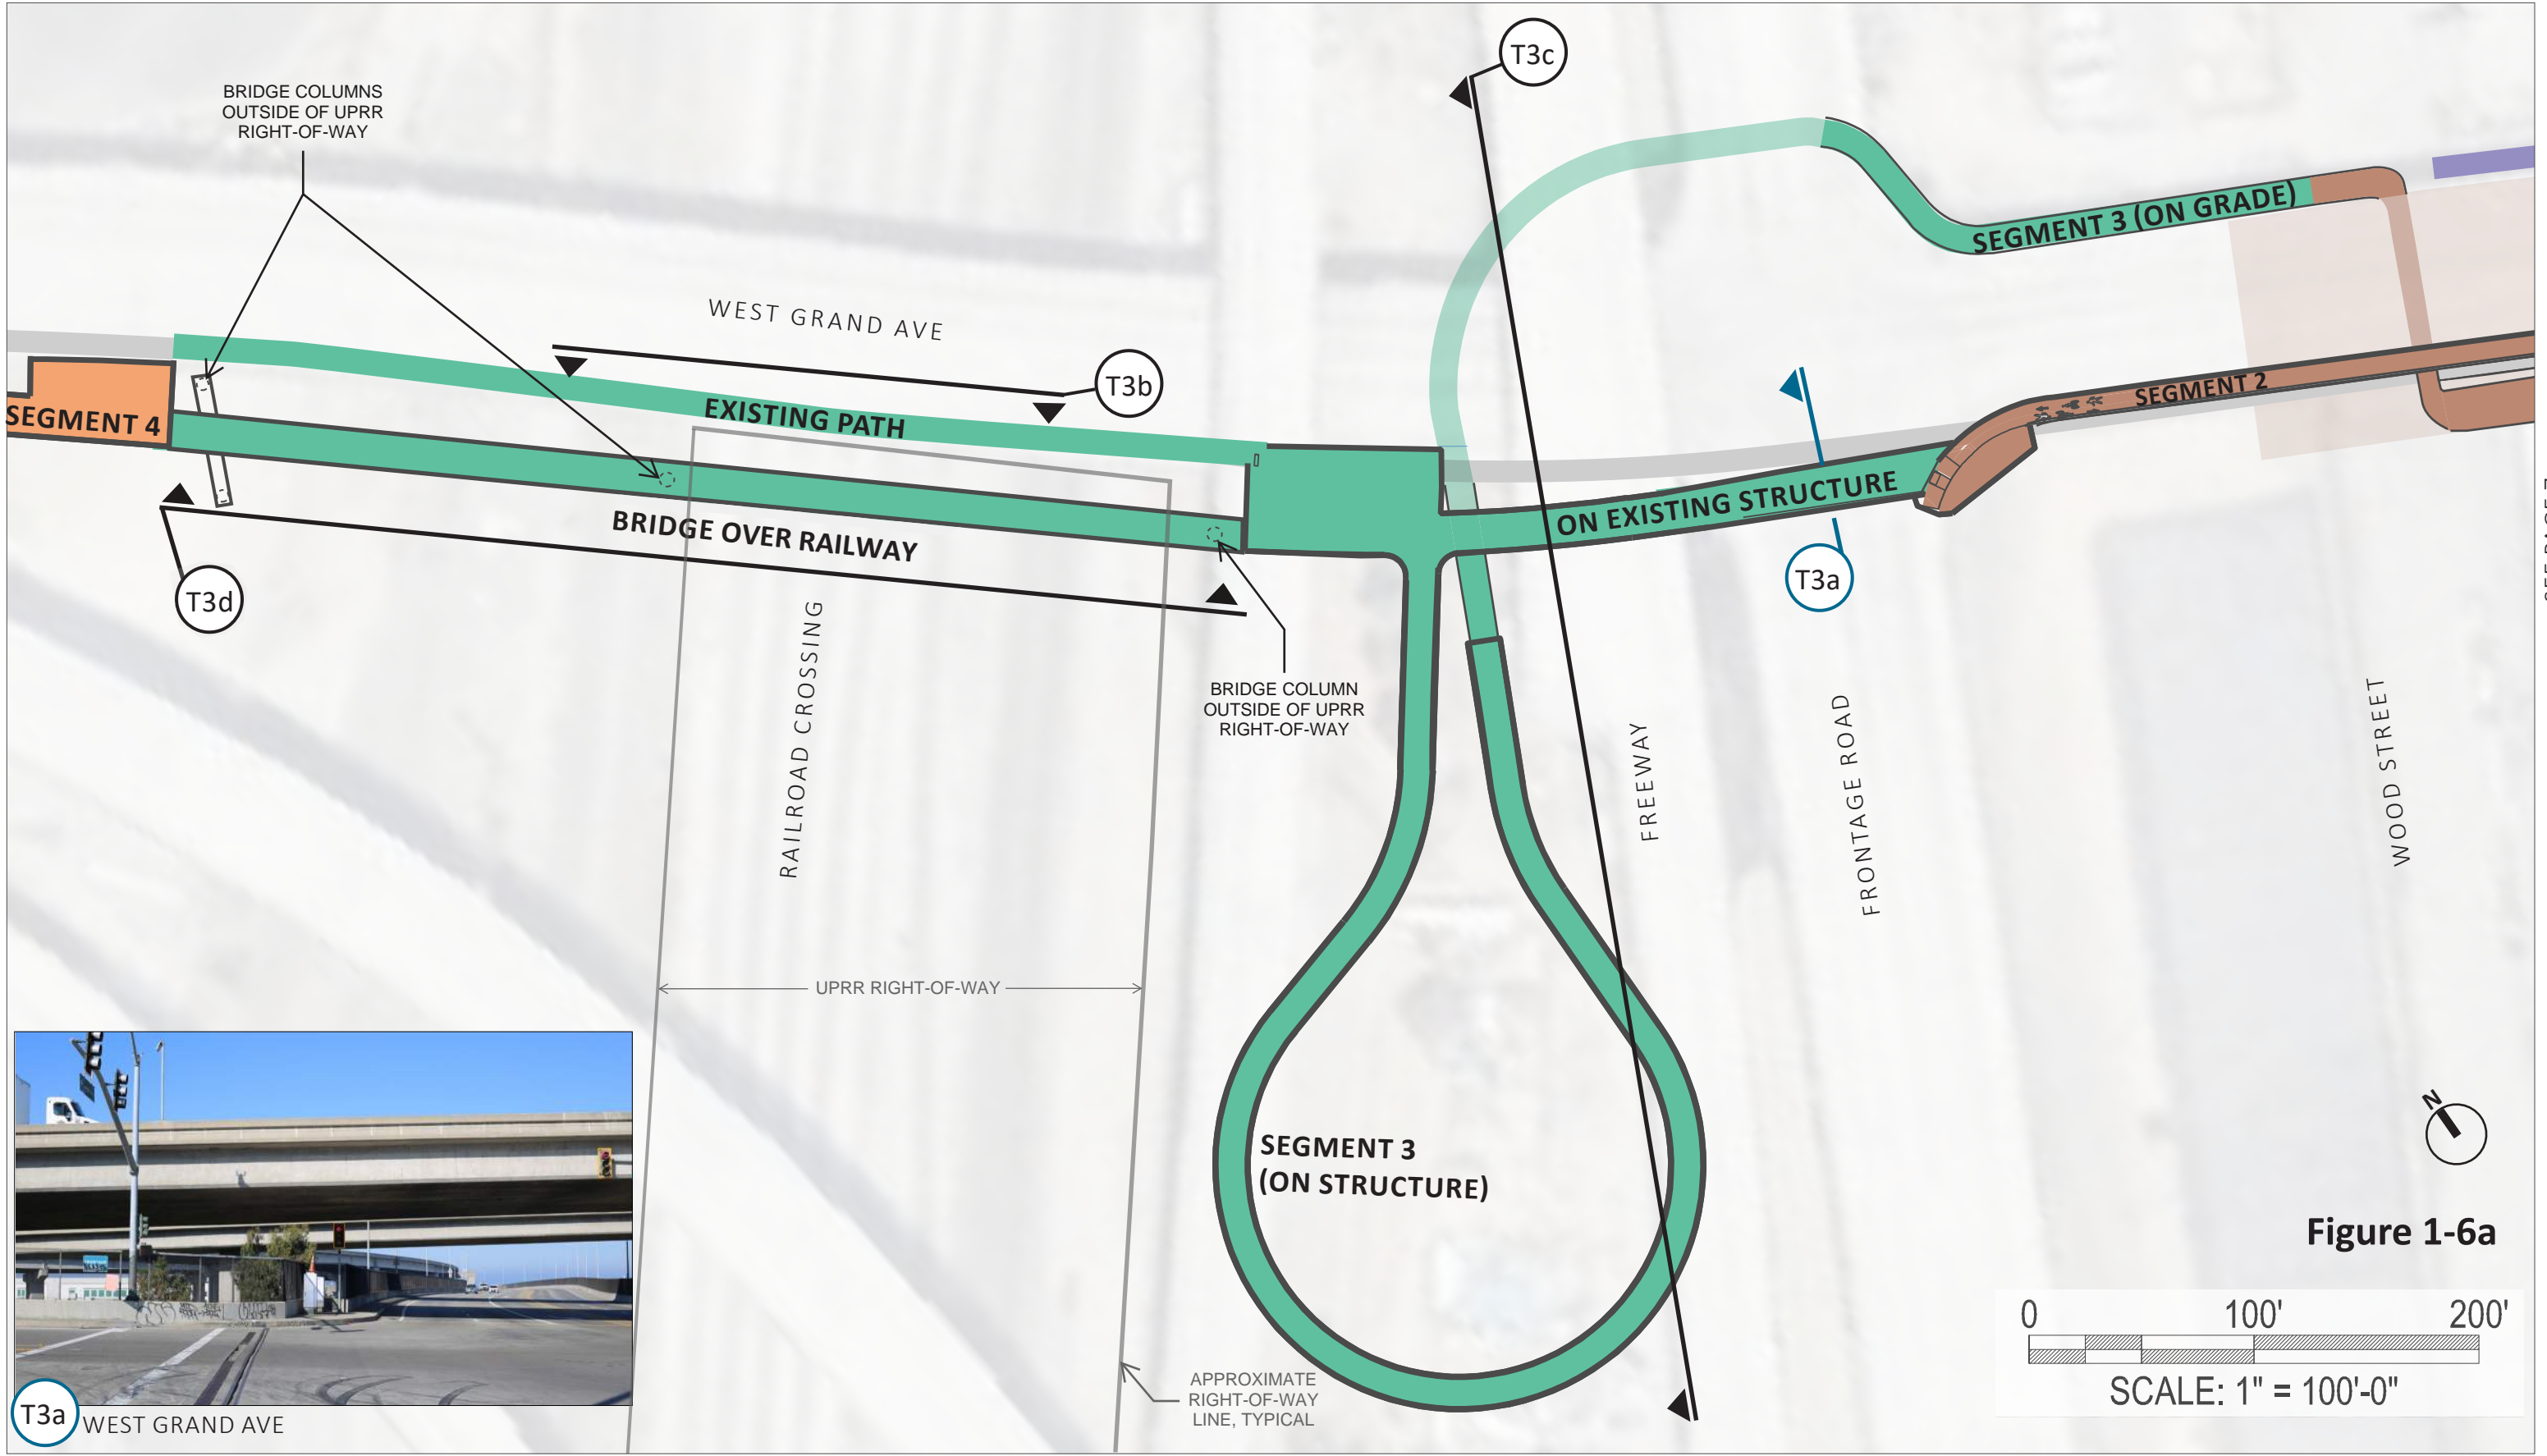 T3c
BRIDGE COLUMNS
OUTSIDE OF UPRR
RIGHT-OF-WAY
SEGMENT 3 (ON GRADE)
WEST GRAND AVE
T3b
EXISTING PATH
SEGMENT 4
SEGMENT 2
ON EXISTING STRUCTURE
BRIDGE OVER RAILWAY
T3d
T3a
RAILROAD CROSSING
BRIDGE COLUMN
OUTSIDE OF UPRR
RIGHT-OF-WAY
FREEWAY
FRONTAGE ROAD
WOOD STREET
UPRR RIGHT-OF-WAY
SEGMENT 3
(ON STRUCTURE)
N
Figure 1-6a
0 100' 200'
SCALE: 1" = 100'-0"
APPROXIMATE
RIGHT-OF-WAY
LINE, TYPICAL
T3a
WEST GRAND AVE